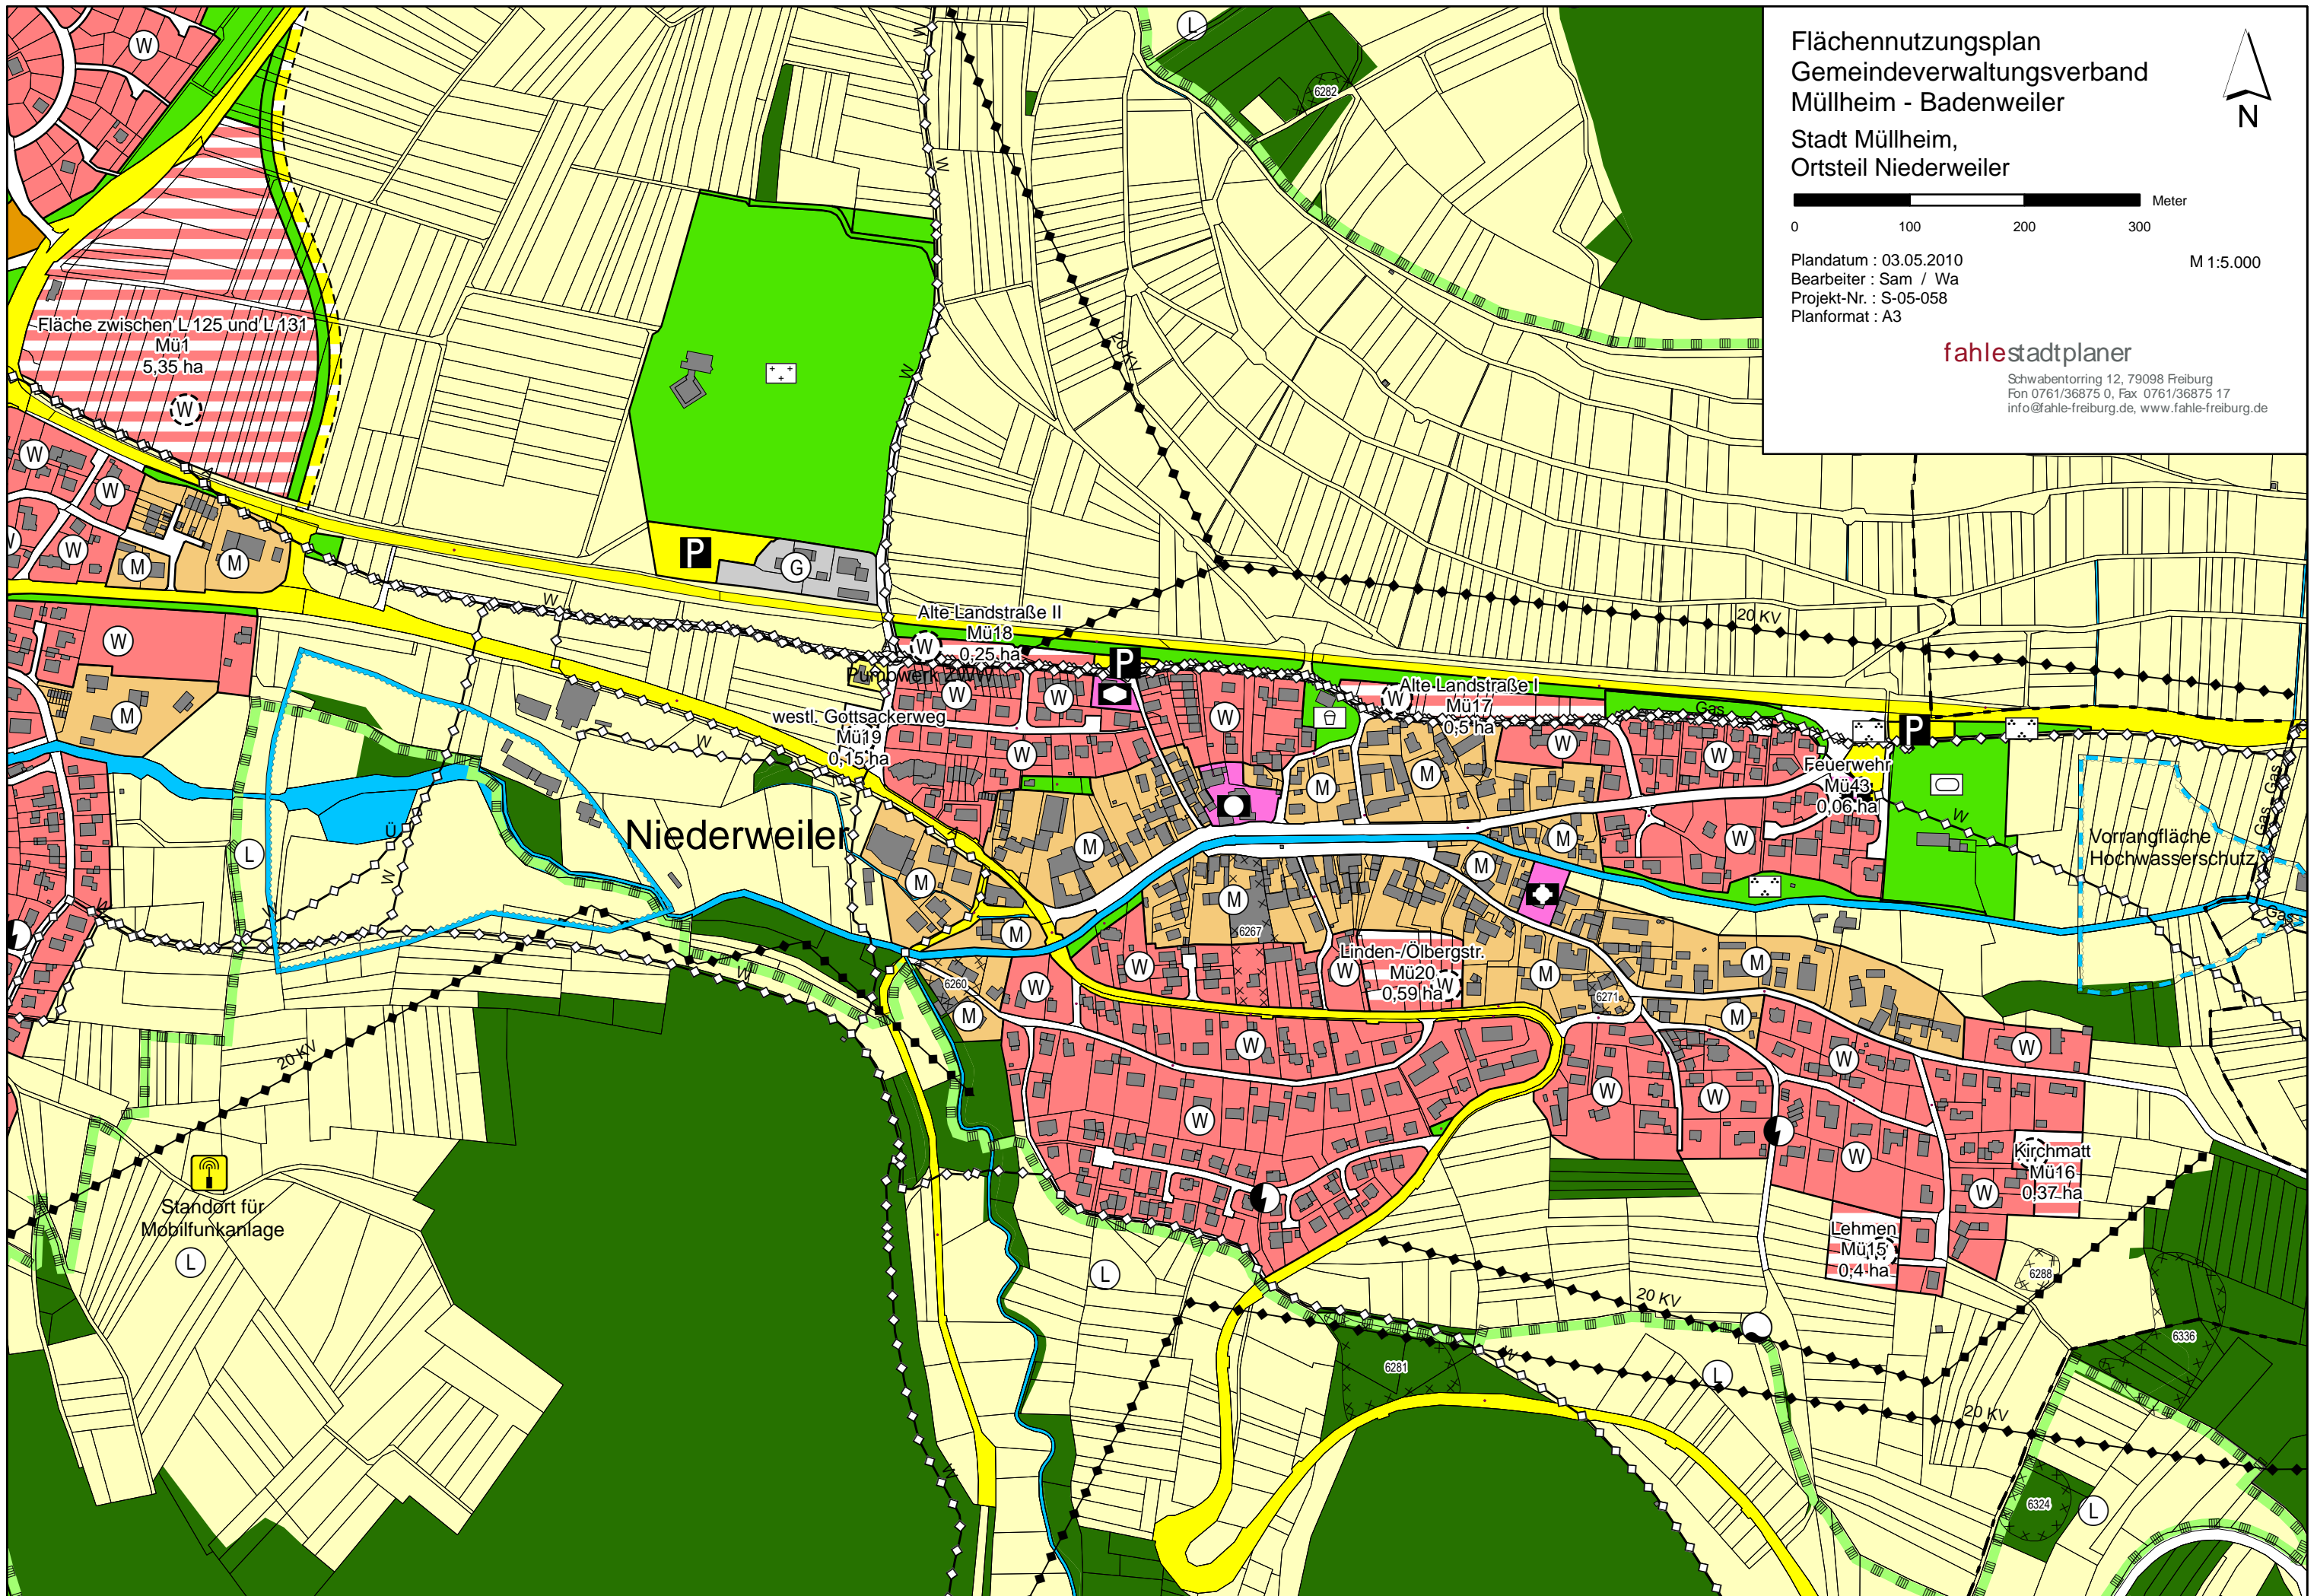 Flächennutzungsplan
Gemeindeverwaltungsverband
Müllheim - Badenweiler
Stadt Müllheim,
Ortsteil Niederweiler
N
Meter
0 100 200 300
Plandatum : 03.05.2010
M 1:5.000
Bearbeiter : Sam / Wa
Projekt-Nr. : S-05-058
Planformat : A3
fahlestadtplaner
Schwabentorring 12, 79098 Freiburg
Fon 0761/36875 0, Fax 0761/36875 17
info@fahle-freiburg.de, www.fahle-freiburg.de
L
W
6282
W
W
Fläche zwischen L 125 und L 131
Mü1
5,35 ha
W
20 KV
W
W
W
W
M
M
P
G
W
20 KV
Alte Landstraße II
Mü18
0,25 ha
W
P
Pumpwerk ZWW
W
W
W
W
M
westl. Gottsackerweg
Mü19
0,15 ha
W
W
Alte Landstraße I
Mü17
0,5 ha
W
Gas
P
W
W
M
M
Feuerwehr
Mü43
0,06 ha
W
Gas
Gas
Gas
Vorrangfläche
Hochwasserschutz
Niederweiler
Ü
W
W
L
M
M
M
M
W
M
6267
M
W
W
Linden-/Ölbergstr.
Mü20
0,59 ha
W
W
M
6271
M
M
6260
M
W
20 KV
W
W
W
W
W
W
W
Kirchmatt
Mü16
0,37 ha
W
Lehmen
Mü15
0,4 ha
6288
Standort für
Mobilfunkanlage
L
L
20 KV
6281
W
L
6336
20 KV
6324
L
W